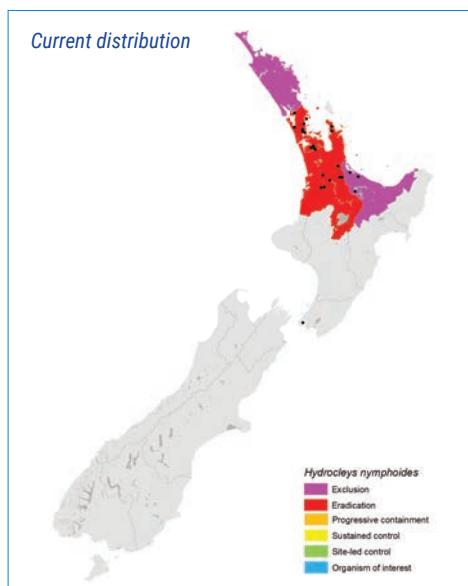 Current distribution
Hydrocleys nymphoides
Exclusion
Eradication
Progressive containment
Sustained control
Site-led control
Organism of interest